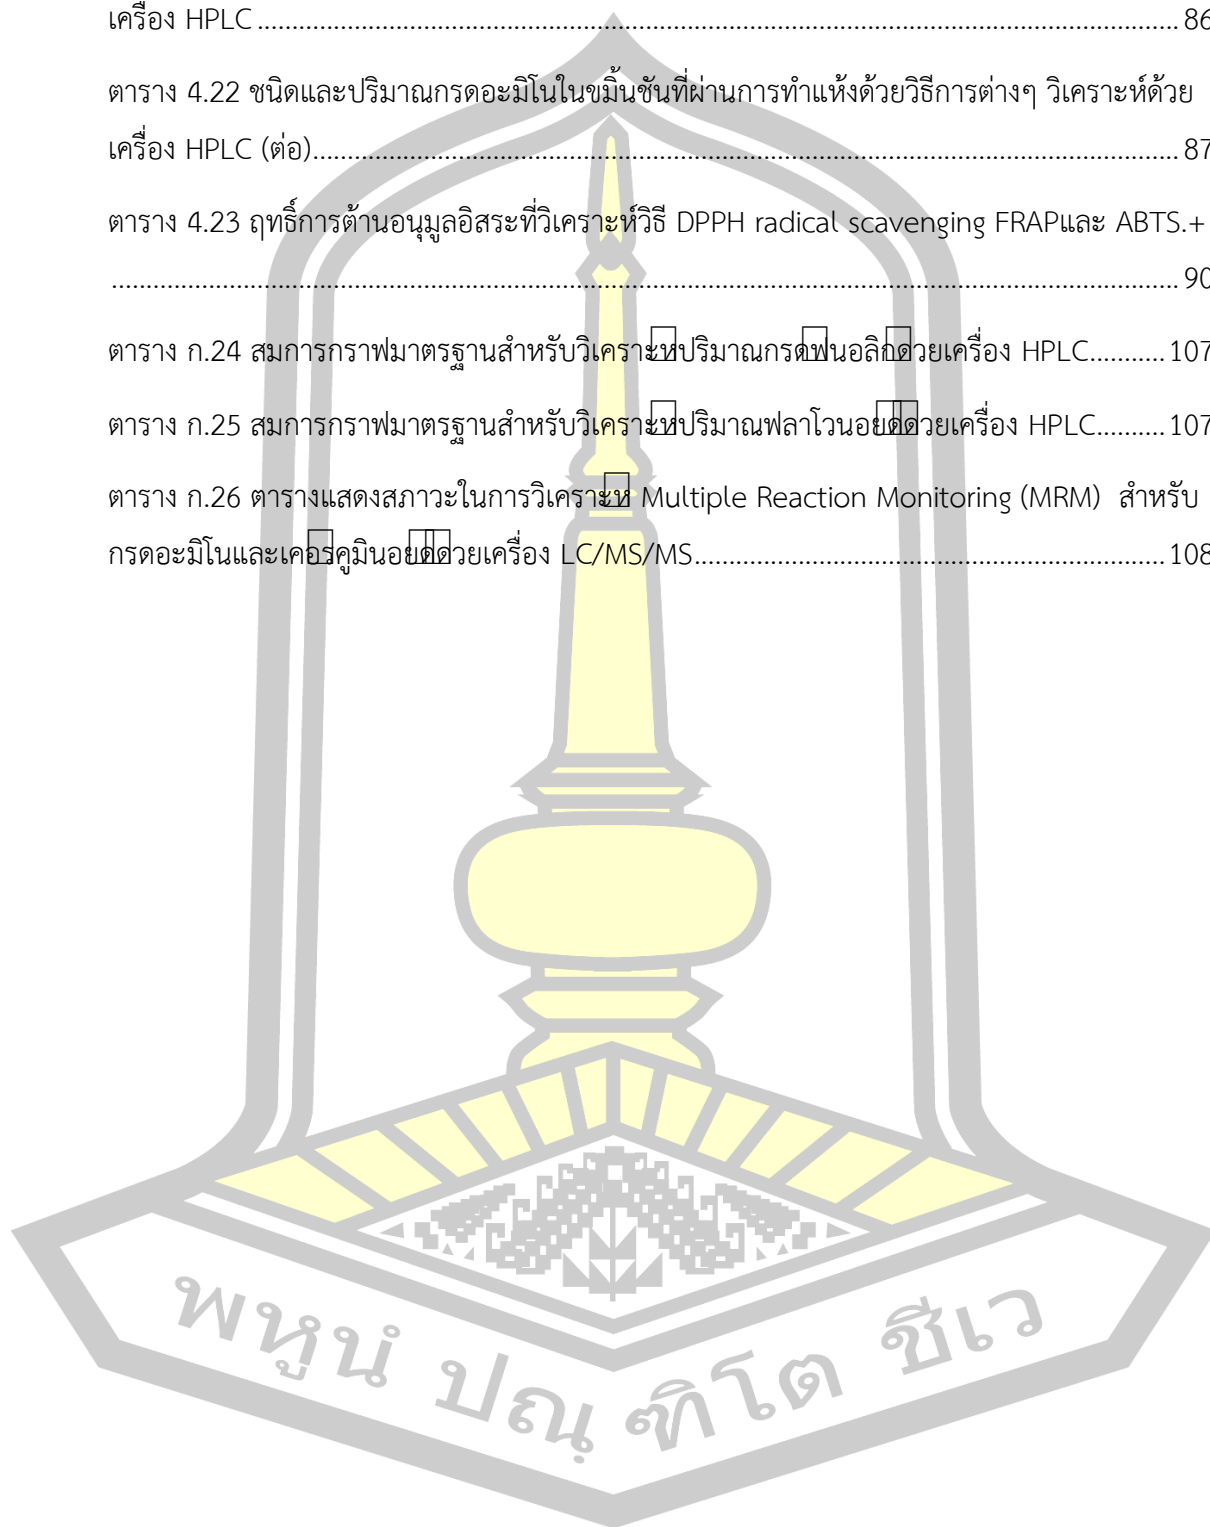 เครื่อง HPLC ........................................ 86
ตาราง 4.22 ชนิดและปริมาณกรดอะมิโนในขมิ้นชันที่ผ่านการทำแห้งด้วยวิธีการต่างๆ วิเคราะห์ด้วย
เครื่อง HPLC (ต่อ)........................................ 87
ตาราง 4.23 ฤทธิ์การต้านอนุมูลอิสระที่วิเคราะห์วิธี DPPH radical scavenging FRAPและ ABTS.+
........................................ 90
ตาราง ก.24 สมการกราฟมาตรฐานสำหรับวิเคราะหปริมาณกรดฟนอลิกดวยเครื่อง HPLC........... 107
ตาราง ก.25 สมการกราฟมาตรฐานสำหรับวิเคราะหปริมาณฟลาโวนอยดดวยเครื่อง HPLC.......... 107
ตาราง ก.26 ตารางแสดงสภาวะในการวิเคราะห Multiple Reaction Monitoring (MRM) สำหรับ
กรดอะมิโนและเคอรคูมินอยดดวยเครื่อง LC/MS/MS........................................ 108
พหูนํ ปณฺฑิโต ชีเว